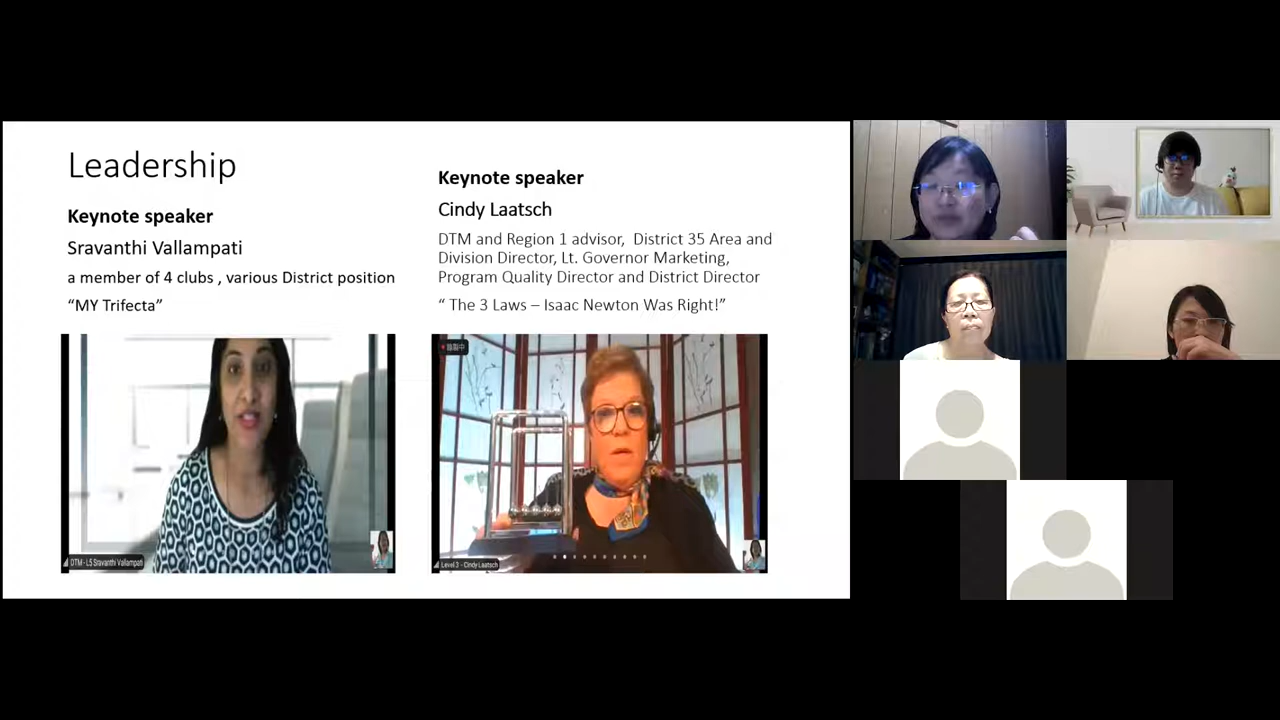 Leadership
Keynote speaker
Sravanthi Vallampati
a member of 4 clubs , various District position
“MY Trifecta”
Keynote speaker
Cindy Laatsch
DTM and Region 1 advisor, District 35 Area and
Division Director, Lt. Governor Marketing,
Program Quality Director and District Director
“ The 3 Laws – Isaac Newton Was Right!”
DTM - L5 Sravanthi Vallampati
Level 3 - Cindy Laatsch